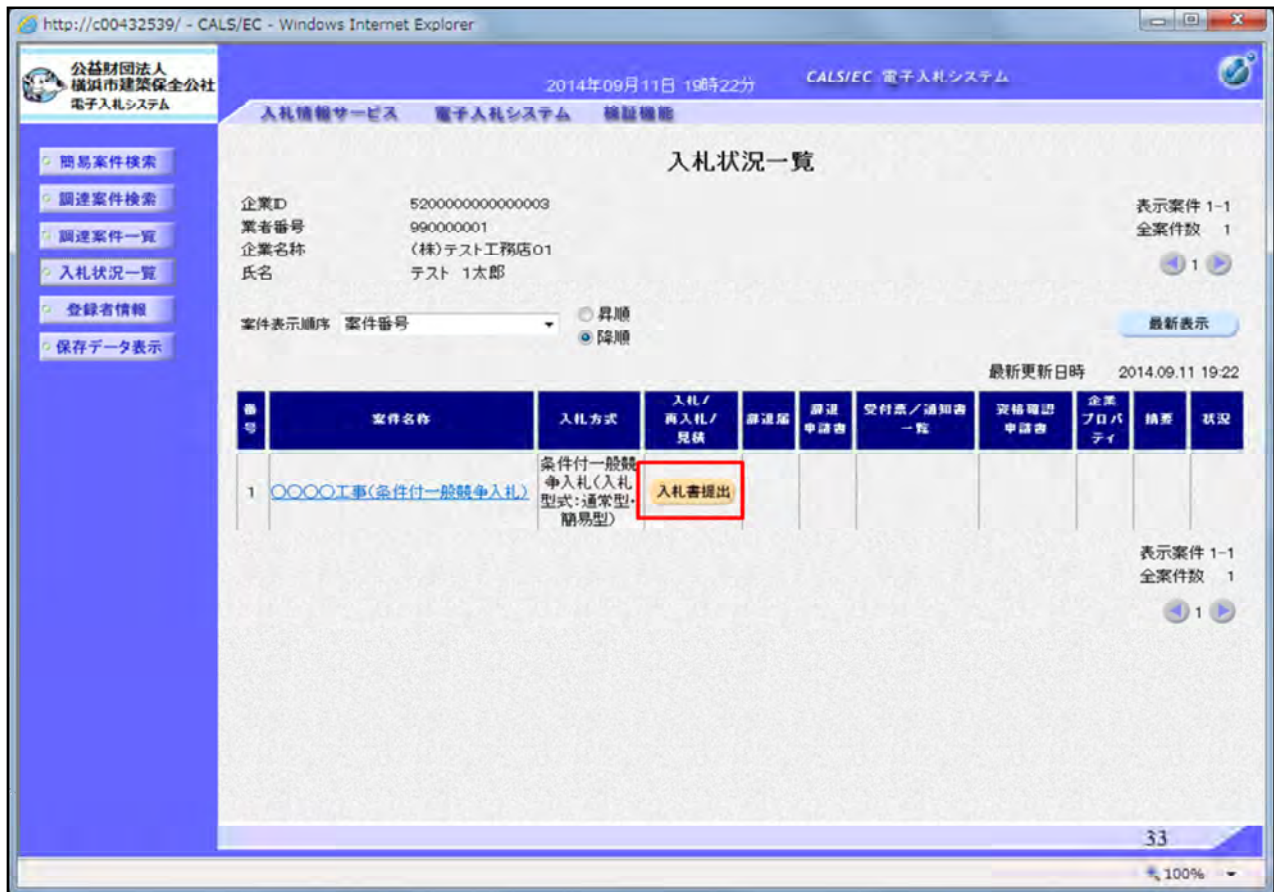 http://c00432539/ - CALS/EC - Windows Internet Explorer
公益財団法人
横浜市建築保全公社
電子入札システム
2014年09月11日 19時22分
CALS/EC 電子入札システム
入札情報サービス 電子入札システム 検証機能
簡易案件検索
調達案件検索
調達案件一覧
入札状況一覧
登録者情報
保存データ表示
入札状況一覧
企業ID 5200000000000003
業者番号 990000001
企業名称 (株)テスト工務店01
氏名 テスト 1太郎
表示案件 1-1
全案件数 1
1
案件表示順序 案件番号
昇順
降順
最新表示
最新更新日時 2014.09.11 19:22
番号 案件名称 入札方式 入札/再入札/見積 辞退届 辞退申請書 受付票/通知書一覧 資格確認申請書 企業プロパティ 摘要 状況
1 〇〇〇〇工事(条件付一般競争入札) 条件付一般競争入札(入札型式:通常型・簡易型) 入札書提出
表示案件 1-1
全案件数 1
1
33
100%